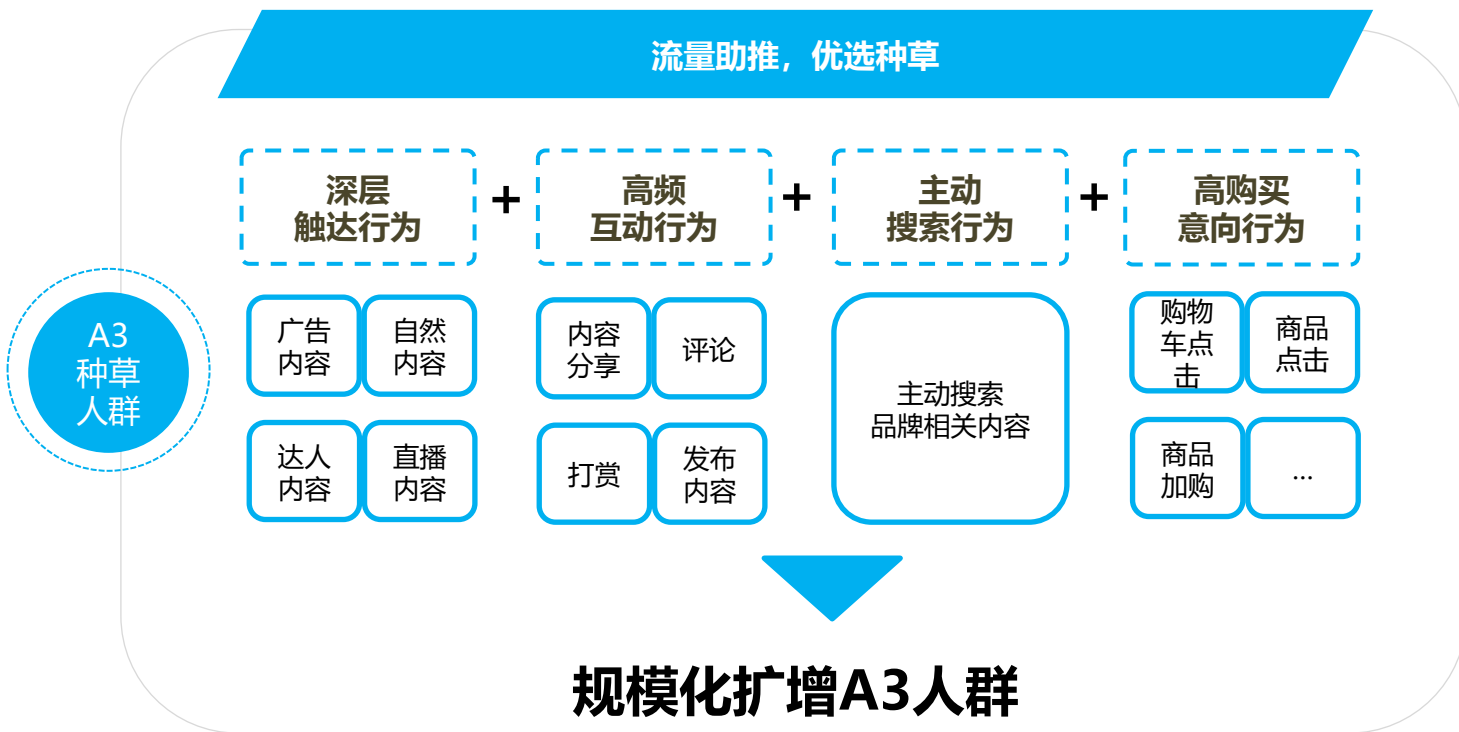 流量助推，优选种草
深层
触达行为
+
高频
互动行为
+
主动
搜索行为
+
高购买
意向行为
A3
种草
人群
广告
内容
自然
内容
达人
内容
直播
内容
内容
分享
评论
打赏
发布
内容
主动搜索
品牌相关内容
购物
车点
击
商品
点击
商品
加购
...
规模化扩增A3人群